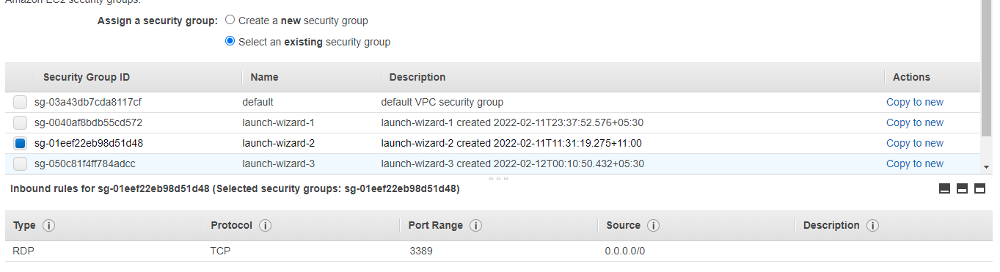 Amazon EC2 security groups.
Assign a security group: Create a new security group
Select an existing security group
Security Group ID Name Description Actions
sg-03a43db7cda8117cf default default VPC security group Copy to new
sg-0040af8bdb55cd572 launch-wizard-1 launch-wizard-1 created 2022-02-11T23:37:52.576+05:30 Copy to new
sg-01eef22eb98d51d48 launch-wizard-2 launch-wizard-2 created 2022-02-11T11:31:19.275+11:00 Copy to new
sg-050c81f4ff784adcc launch-wizard-3 launch-wizard-3 created 2022-02-12T00:10:50.432+05:30 Copy to new
Inbound rules for sg-01eef22eb98d51d48 (Selected security groups: sg-01eef22eb98d51d48)
Type i Protocol i Port Range i Source i Description i
RDP TCP 3389 0.0.0.0/0